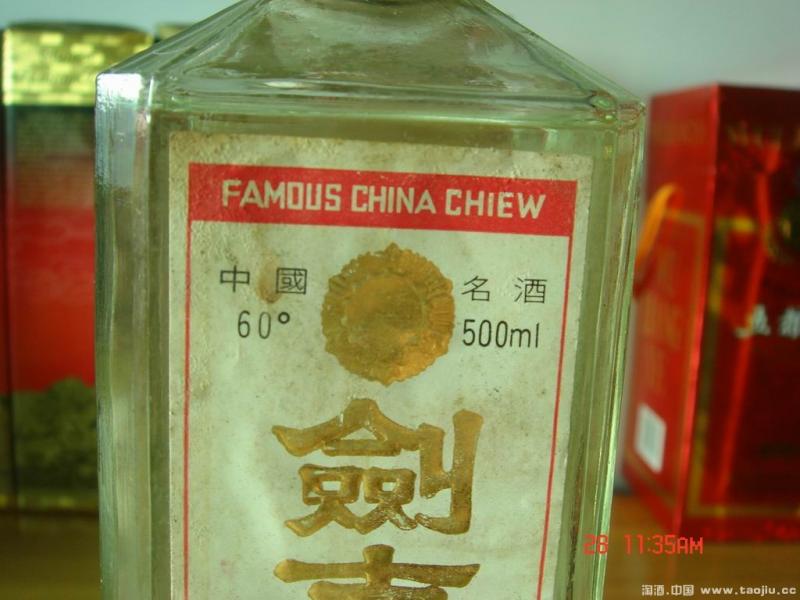 FAMOUS CHINA CHIEW
中國 名酒
60° 500ml
劍
28 11:35AM
淘酒.中国 www.taojiu.cc